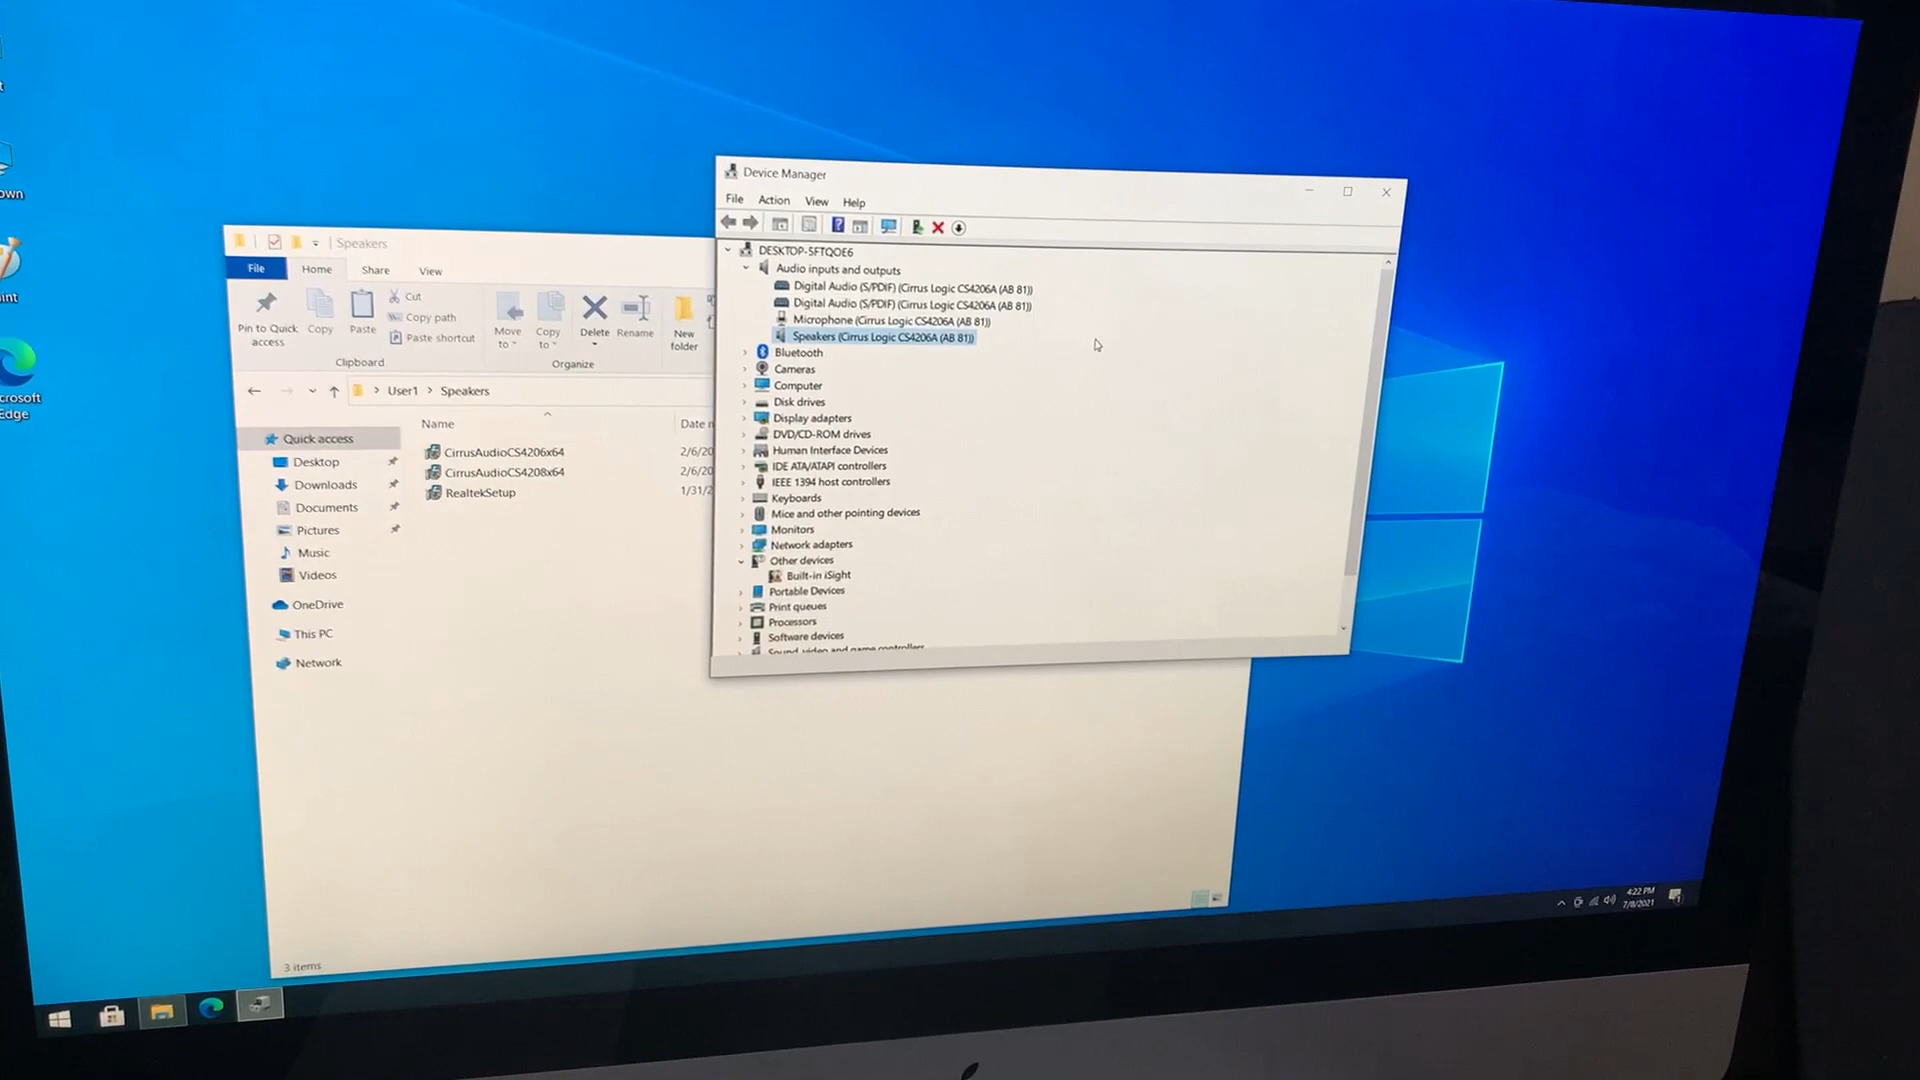 own
int
crosoft
Edge
Speakers
File
Home
Share
View
Pin to Quick
access
Copy
Paste
Cut
Copy path
Paste shortcut
Clipboard
Move
to
Copy
to
Delete
Rename
Organize
New
folder
User1
Speakers
Name
Date
Quick access
Desktop
Downloads
Documents
Pictures
Music
Videos
OneDrive
This PC
Network
CirrusAudioCS4206x64
2/6/20
CirrusAudioCS4208x64
2/6/20
RealtekSetup
1/31/2
3 items
Device Manager
File Action View Help
DESKTOP-SFTQOE6
Audio inputs and outputs
Digital Audio (S/PDIF) (Cirrus Logic CS4206A (AB 81))
Digital Audio (S/PDIF) (Cirrus Logic CS4206A (AB 81))
Microphone (Cirrus Logic CS4206A (AB 81))
Speakers (Cirrus Logic CS4206A (AB 81))
Bluetooth
Cameras
Computer
Disk drives
Display adapters
DVD/CD-ROM drives
Human Interface Devices
IDE ATA/ATAPI controllers
IEEE 1394 host controllers
Keyboards
Mice and other pointing devices
Monitors
Network adapters
Other devices
Built-in iSight
Portable Devices
Print queues
Processors
Software devices
Sound, video and game controllers
4:22 PM
7/8/2021